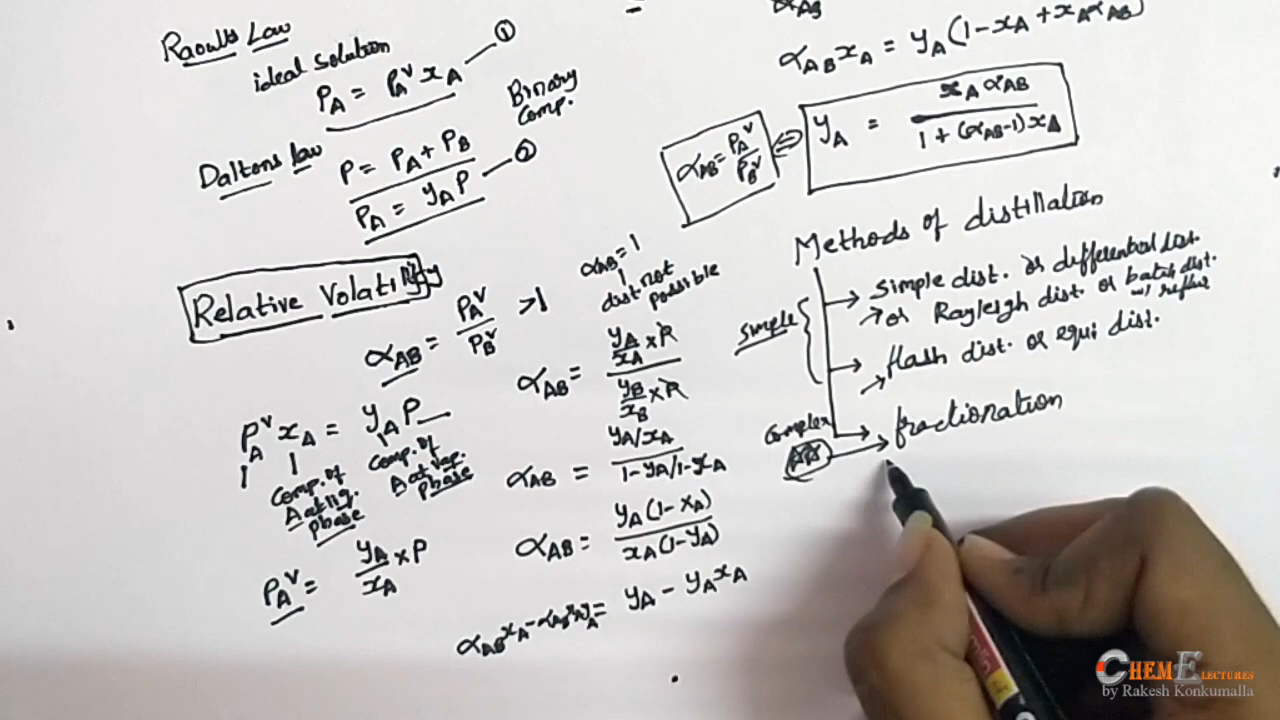 Raoults Law
ideal solution
P_A = P_A^V x_A — ①
Binary
Comp.
Daltons law
P = P_A + P_B
P_A = y_A P — ②
Relative Volatility
α_AB = P_A^V / P_B^V > 1
α_AB = 1
dist. not
possible
P_A^V x_A = y_A P
Comp. of
A at liq.
phase
Comp. of
A at vap.
phase
P_A^V = y_A / x_A × P
α_AB = (y_A / x_A × P) / (y_B / x_B × P)
α_AB = (y_A / x_A) / (1 - y_A / 1 - x_A)
α_AB = y_A (1 - x_A) / x_A (1 - y_A)
α_AB x_A - α_AB x_A y_A = y_A - y_A x_A
α_AB
α_AB x_A = y_A (1 - x_A + x_A α_AB)
α_AB = P_A^V / P_B^V
y_A = x_A α_AB / 1 + (α_AB - 1) x_A
Methods of distillation
Simple
Simple dist. or differential dist.
or Rayleigh dist. or batch dist.
w/ reflux
flash dist. or equi dist.
Complex
fractionation
CHEM E LECTURES
by Rakesh Konkumalla